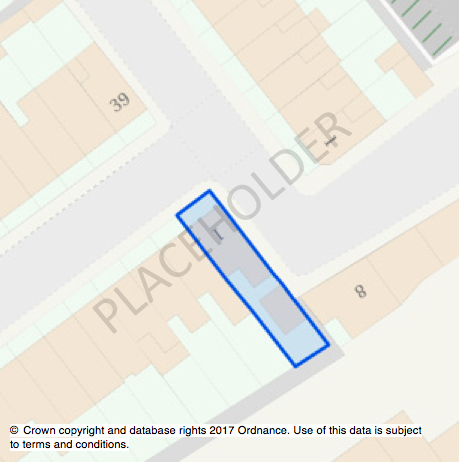 39
1
PLACEHOLDER
1
8
© Crown copyright and database rights 2017 Ordnance. Use of this data is subject
to terms and conditions.